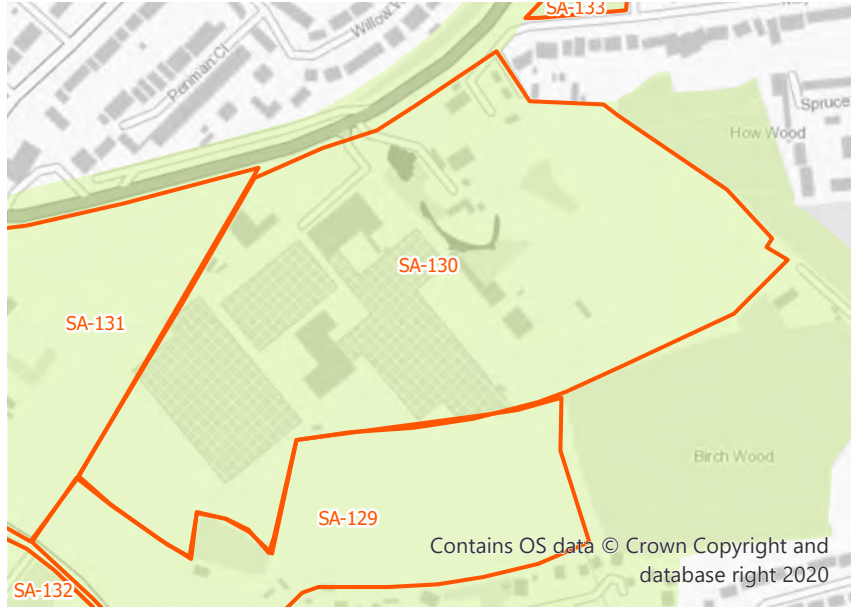 SA-133
Willow
Penman Cl
Spruce
How Wood
SA-130
SA-131
Birch Wood
SA-129
Contains OS data © Crown Copyright and
database right 2020
SA-132